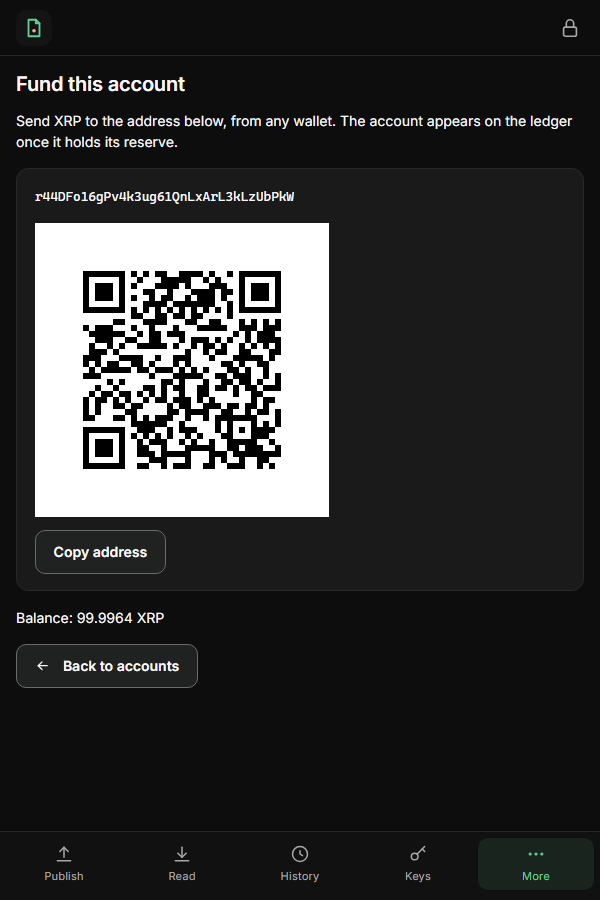 Fund this account
Send XRP to the address below, from any wallet. The account appears on the ledger
once it holds its reserve.
r44DFo16gPv4k3ug61QnLxArL3kLzUbPkW
Copy address
Balance: 99.9964 XRP
Back to accounts
Publish
Read
History
Keys
More